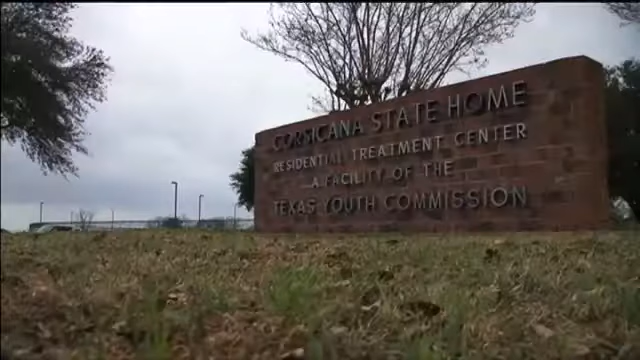 CORSICANA STATE HOME
RESIDENTIAL TREATMENT CENTER
A FACILITY OF THE
TEXAS YOUTH COMMISSION